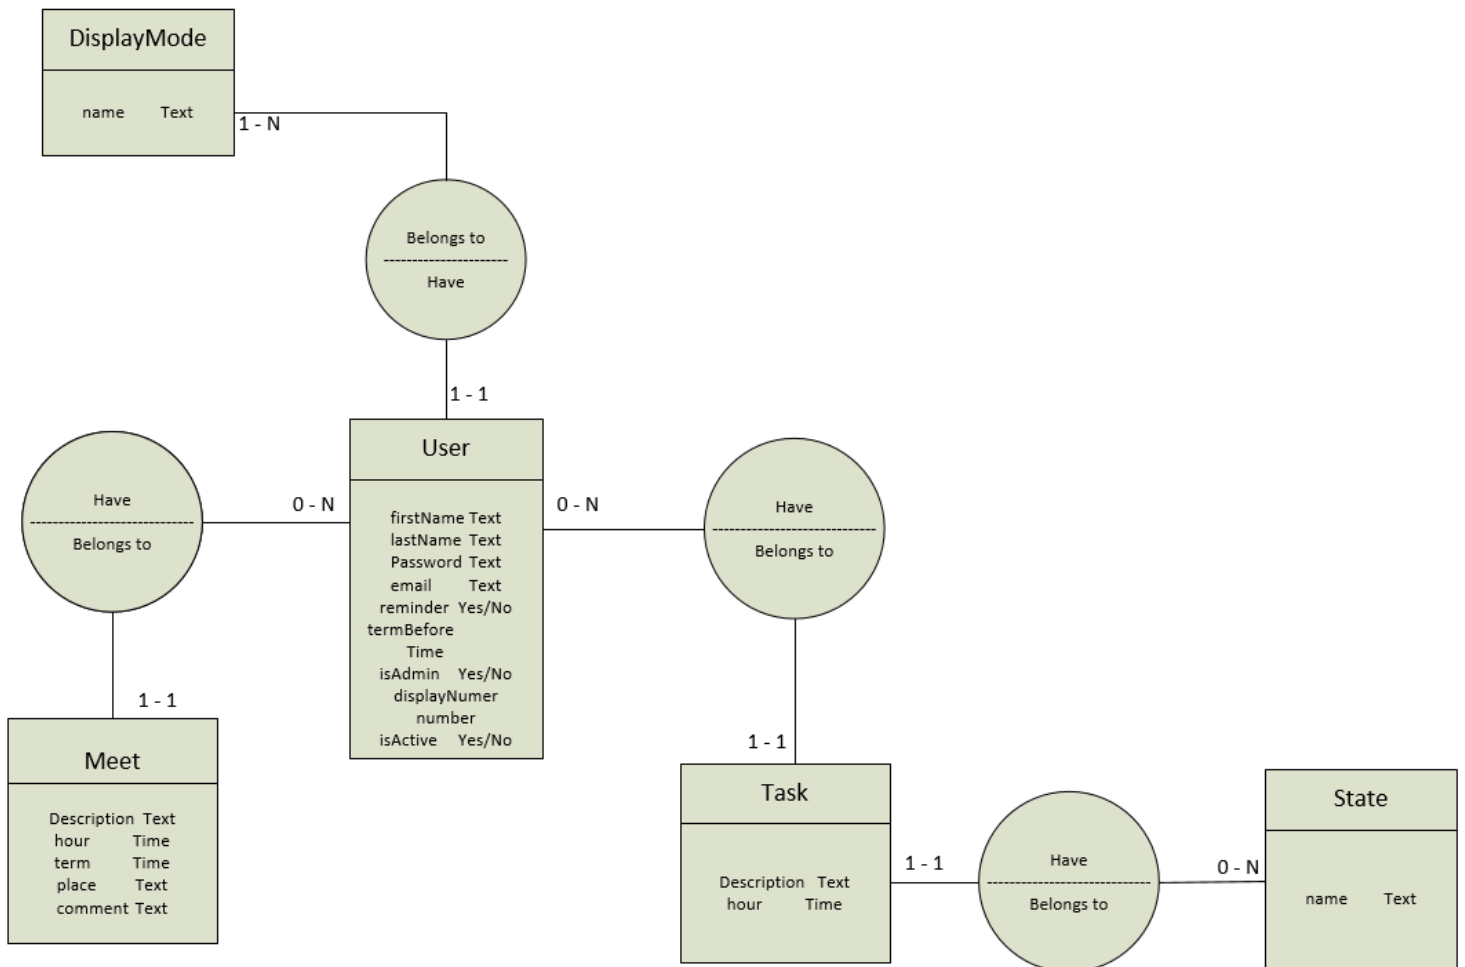 DisplayMode
name Text
1 - N
Belongs to
Have
1 - 1
User
firstName Text
lastName Text
Password Text
email Text
reminder Yes/No
termBefore
Time
isAdmin Yes/No
displayNumer
number
isActive Yes/No
Have
Belongs to
0 - N
0 - N
Have
Belongs to
1 - 1
Meet
Description Text
hour Time
term Time
place Text
comment Text
1 - 1
Task
Description Text
hour Time
1 - 1
Have
Belongs to
0 - N
State
name Text